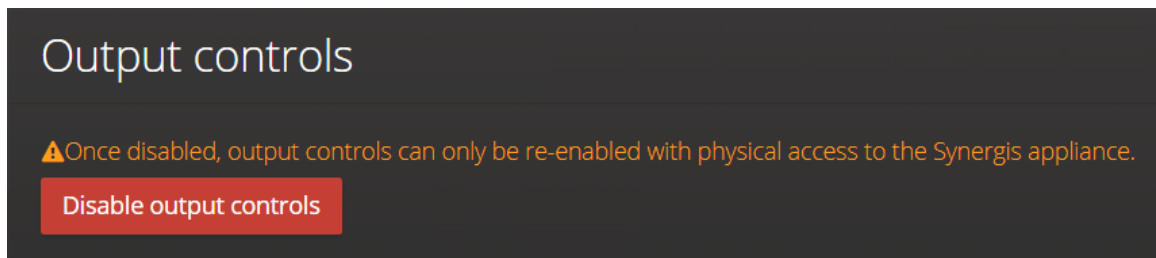 Output controls
Once disabled, output controls can only be re-enabled with physical access to the Synergis appliance.
Disable output controls